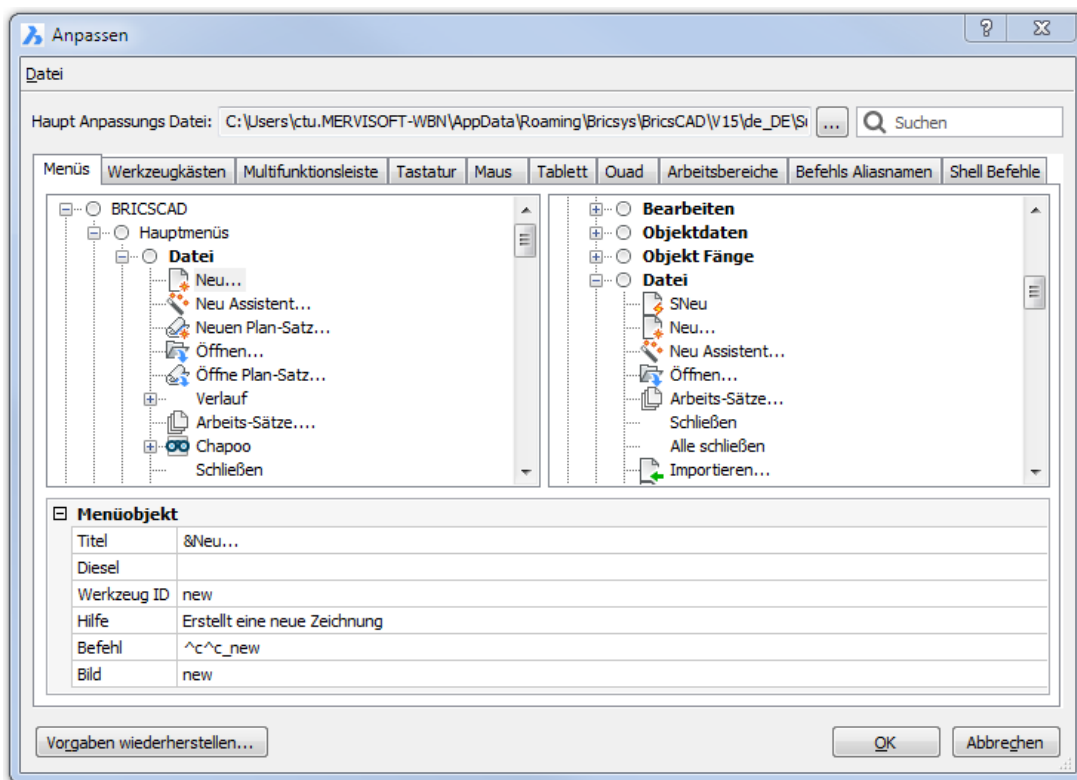 Anpassen
Datei
Haupt Anpassungs Datei: C:\Users\ctu.MERVISOFT-WBN\AppData\Roaming\Bricsys\BricsCAD\V15\de_DE\S ... Suchen
Menüs Werkzeugkästen Multifunktionsleiste Tastatur Maus Tablett Quad Arbeitsbereiche Befehls Aliasnamen Shell Befehle
BRICSCAD
Hauptmenüs
Datei
Neu...
Neu Assistent...
Neuen Plan-Satz...
Öffnen...
Öffne Plan-Satz...
Verlauf
Arbeits-Sätze....
Chapoo
Schließen
Bearbeiten
Objektdaten
Objekt Fänge
Datei
SNeu
Neu...
Neu Assistent...
Öffnen...
Arbeits-Sätze...
Schließen
Alle schließen
Importieren...
Menüobjekt
Titel &Neu...
Diesel
Werkzeug ID new
Hilfe Erstellt eine neue Zeichnung
Befehl ^c^c_new
Bild new
Vorgaben wiederherstellen... OK Abbrechen